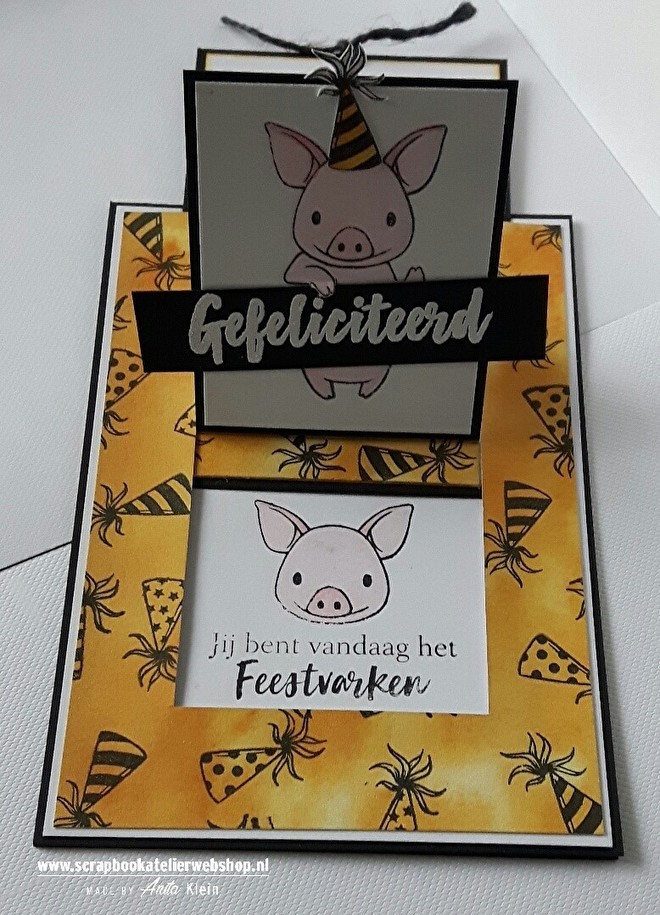 Gefeliciteerd
Jij bent vandaag het
Feestvarken
www.scrapbookatelierwebshop.nl
MADE BY Anita Klein